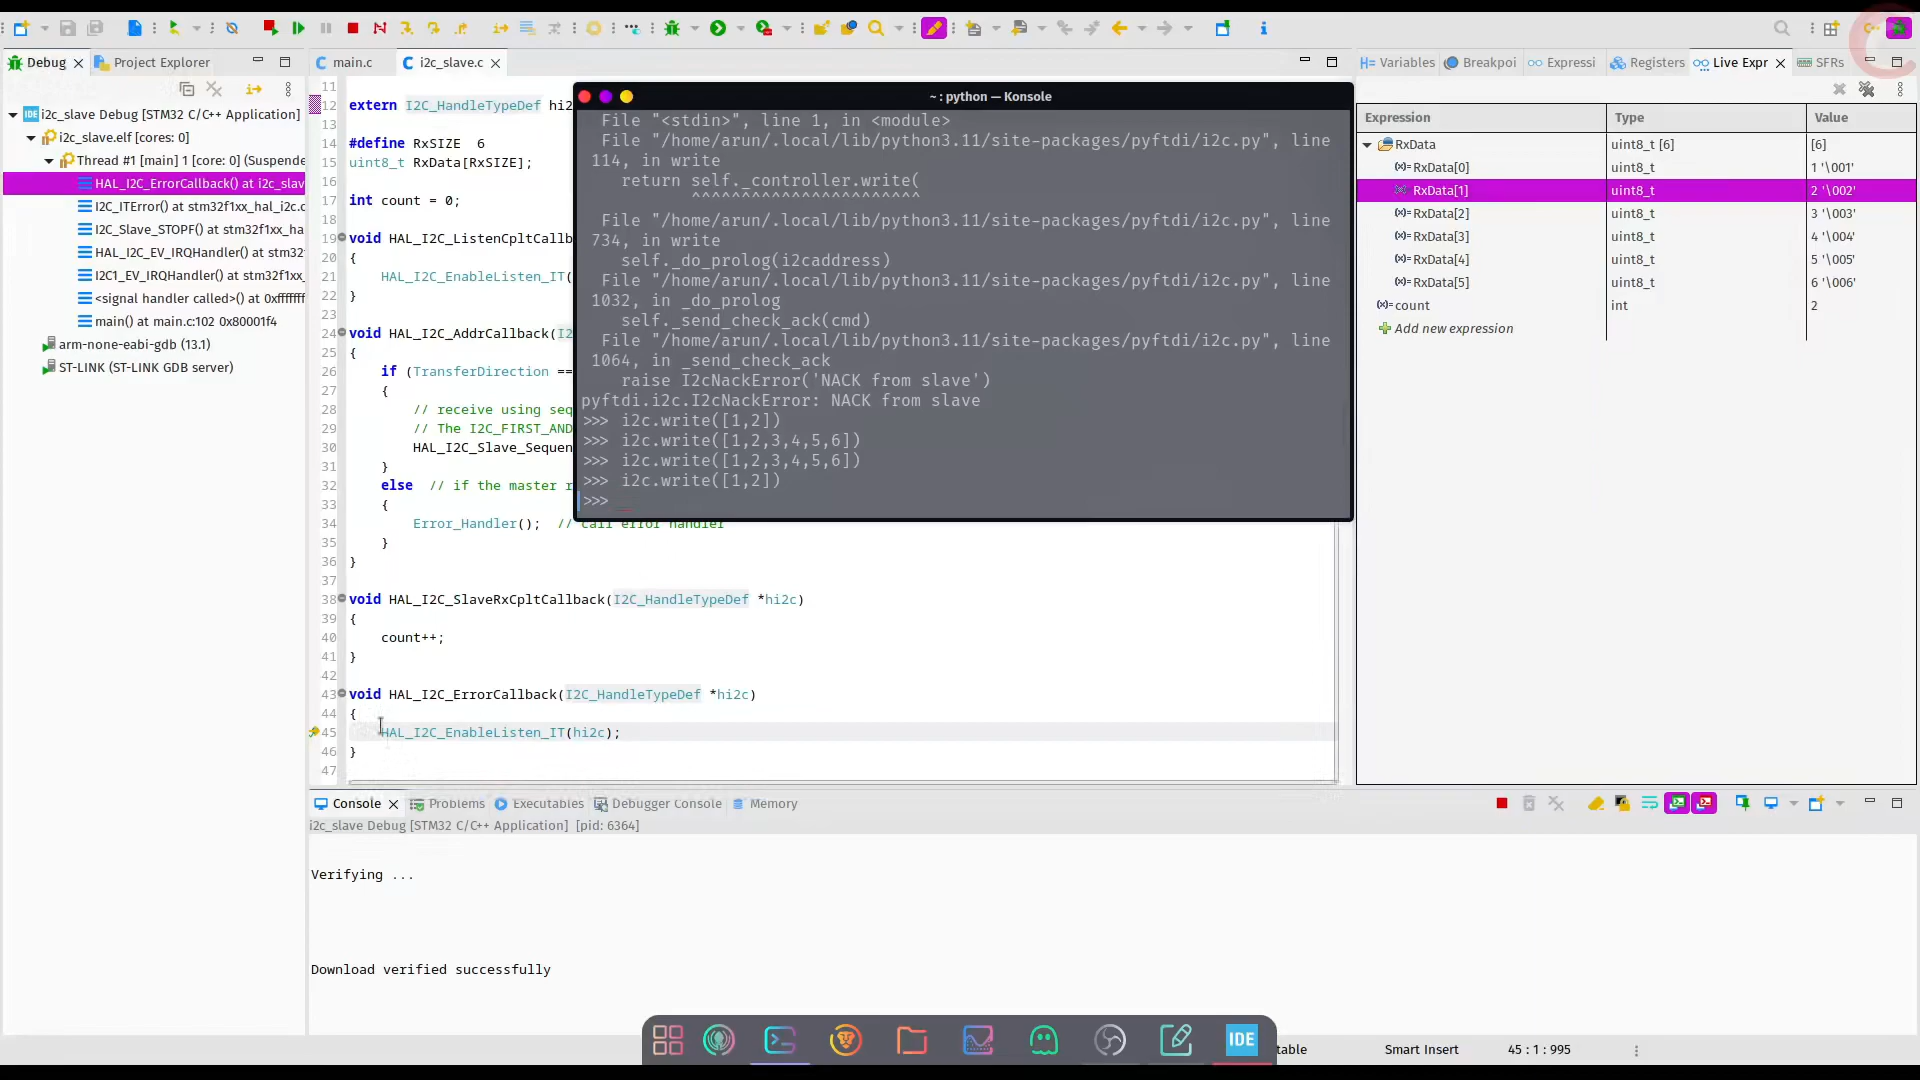 Debug
Project Explorer
i2c_slave Debug [STM32 C/C++ Application]
i2c_slave.elf [cores: 0]
Thread #1 [main] 1 [core: 0] (Suspende
HAL_I2C_ErrorCallback() at i2c_slav
I2C_ITError() at stm32f1xx_hal_i2c.c
I2C_Slave_STOPF() at stm32f1xx_ha
HAL_I2C_EV_IRQHandler() at stm32
I2C1_EV_IRQHandler() at stm32f1xx_
<signal handler called>() at 0xfffffff
main() at main.c:102 0x80001f4
arm-none-eabi-gdb (13.1)
ST-LINK (ST-LINK GDB server)
main.c
i2c_slave.c
11
12 extern I2C_HandleTypeDef hi2
13
14 #define RxSIZE  6
15 uint8_t RxData[RxSIZE];
16
17 int count = 0;
18
19 void HAL_I2C_ListenCpltCallb
20 {
21 HAL_I2C_EnableListen_IT(
22 }
23
24 void HAL_I2C_AddrCallback(I2
25 {
26 if (TransferDirection ==
27 {
28 // receive using seq
29 // The I2C_FIRST_AND
30 HAL_I2C_Slave_Sequen
31 }
32 else  // if the master r
33 {
34 Error_Handler();  // call error handler
35 }
36 }
37
38 void HAL_I2C_SlaveRxCpltCallback(I2C_HandleTypeDef *hi2c)
39 {
40 count++;
41 }
42
43 void HAL_I2C_ErrorCallback(I2C_HandleTypeDef *hi2c)
44 {
45 HAL_I2C_EnableListen_IT(hi2c);
46 }
47
~ : python — Konsole
File "<stdin>", line 1, in <module>
File "/home/arun/.local/lib/python3.11/site-packages/pyftdi/i2c.py", line
114, in write
return self._controller.write(
^^^^^^^^^^^^^^^^^^^^^^^
File "/home/arun/.local/lib/python3.11/site-packages/pyftdi/i2c.py", line
734, in write
self._do_prolog(i2caddress)
File "/home/arun/.local/lib/python3.11/site-packages/pyftdi/i2c.py", line
1032, in _do_prolog
self._send_check_ack(cmd)
File "/home/arun/.local/lib/python3.11/site-packages/pyftdi/i2c.py", line
1064, in _send_check_ack
raise I2cNackError('NACK from slave')
pyftdi.i2c.I2cNackError: NACK from slave
>>> i2c.write([1,2])
>>> i2c.write([1,2,3,4,5,6])
>>> i2c.write([1,2,3,4,5,6])
>>> i2c.write([1,2])
>>>
Variables
Breakpoi
Expressi
Registers
Live Expr
SFRs
Expression Type Value
RxData uint8_t [6] [6]
RxData[0] uint8_t 1 '\001'
RxData[1] uint8_t 2 '\002'
RxData[2] uint8_t 3 '\003'
RxData[3] uint8_t 4 '\004'
RxData[4] uint8_t 5 '\005'
RxData[5] uint8_t 6 '\006'
count int 2
Add new expression
Console
Problems
Executables
Debugger Console
Memory
i2c_slave Debug [STM32 C/C++ Application] [pid: 6364]
Verifying ...
Download verified successfully
IDE
table
Smart Insert
45 : 1 : 995